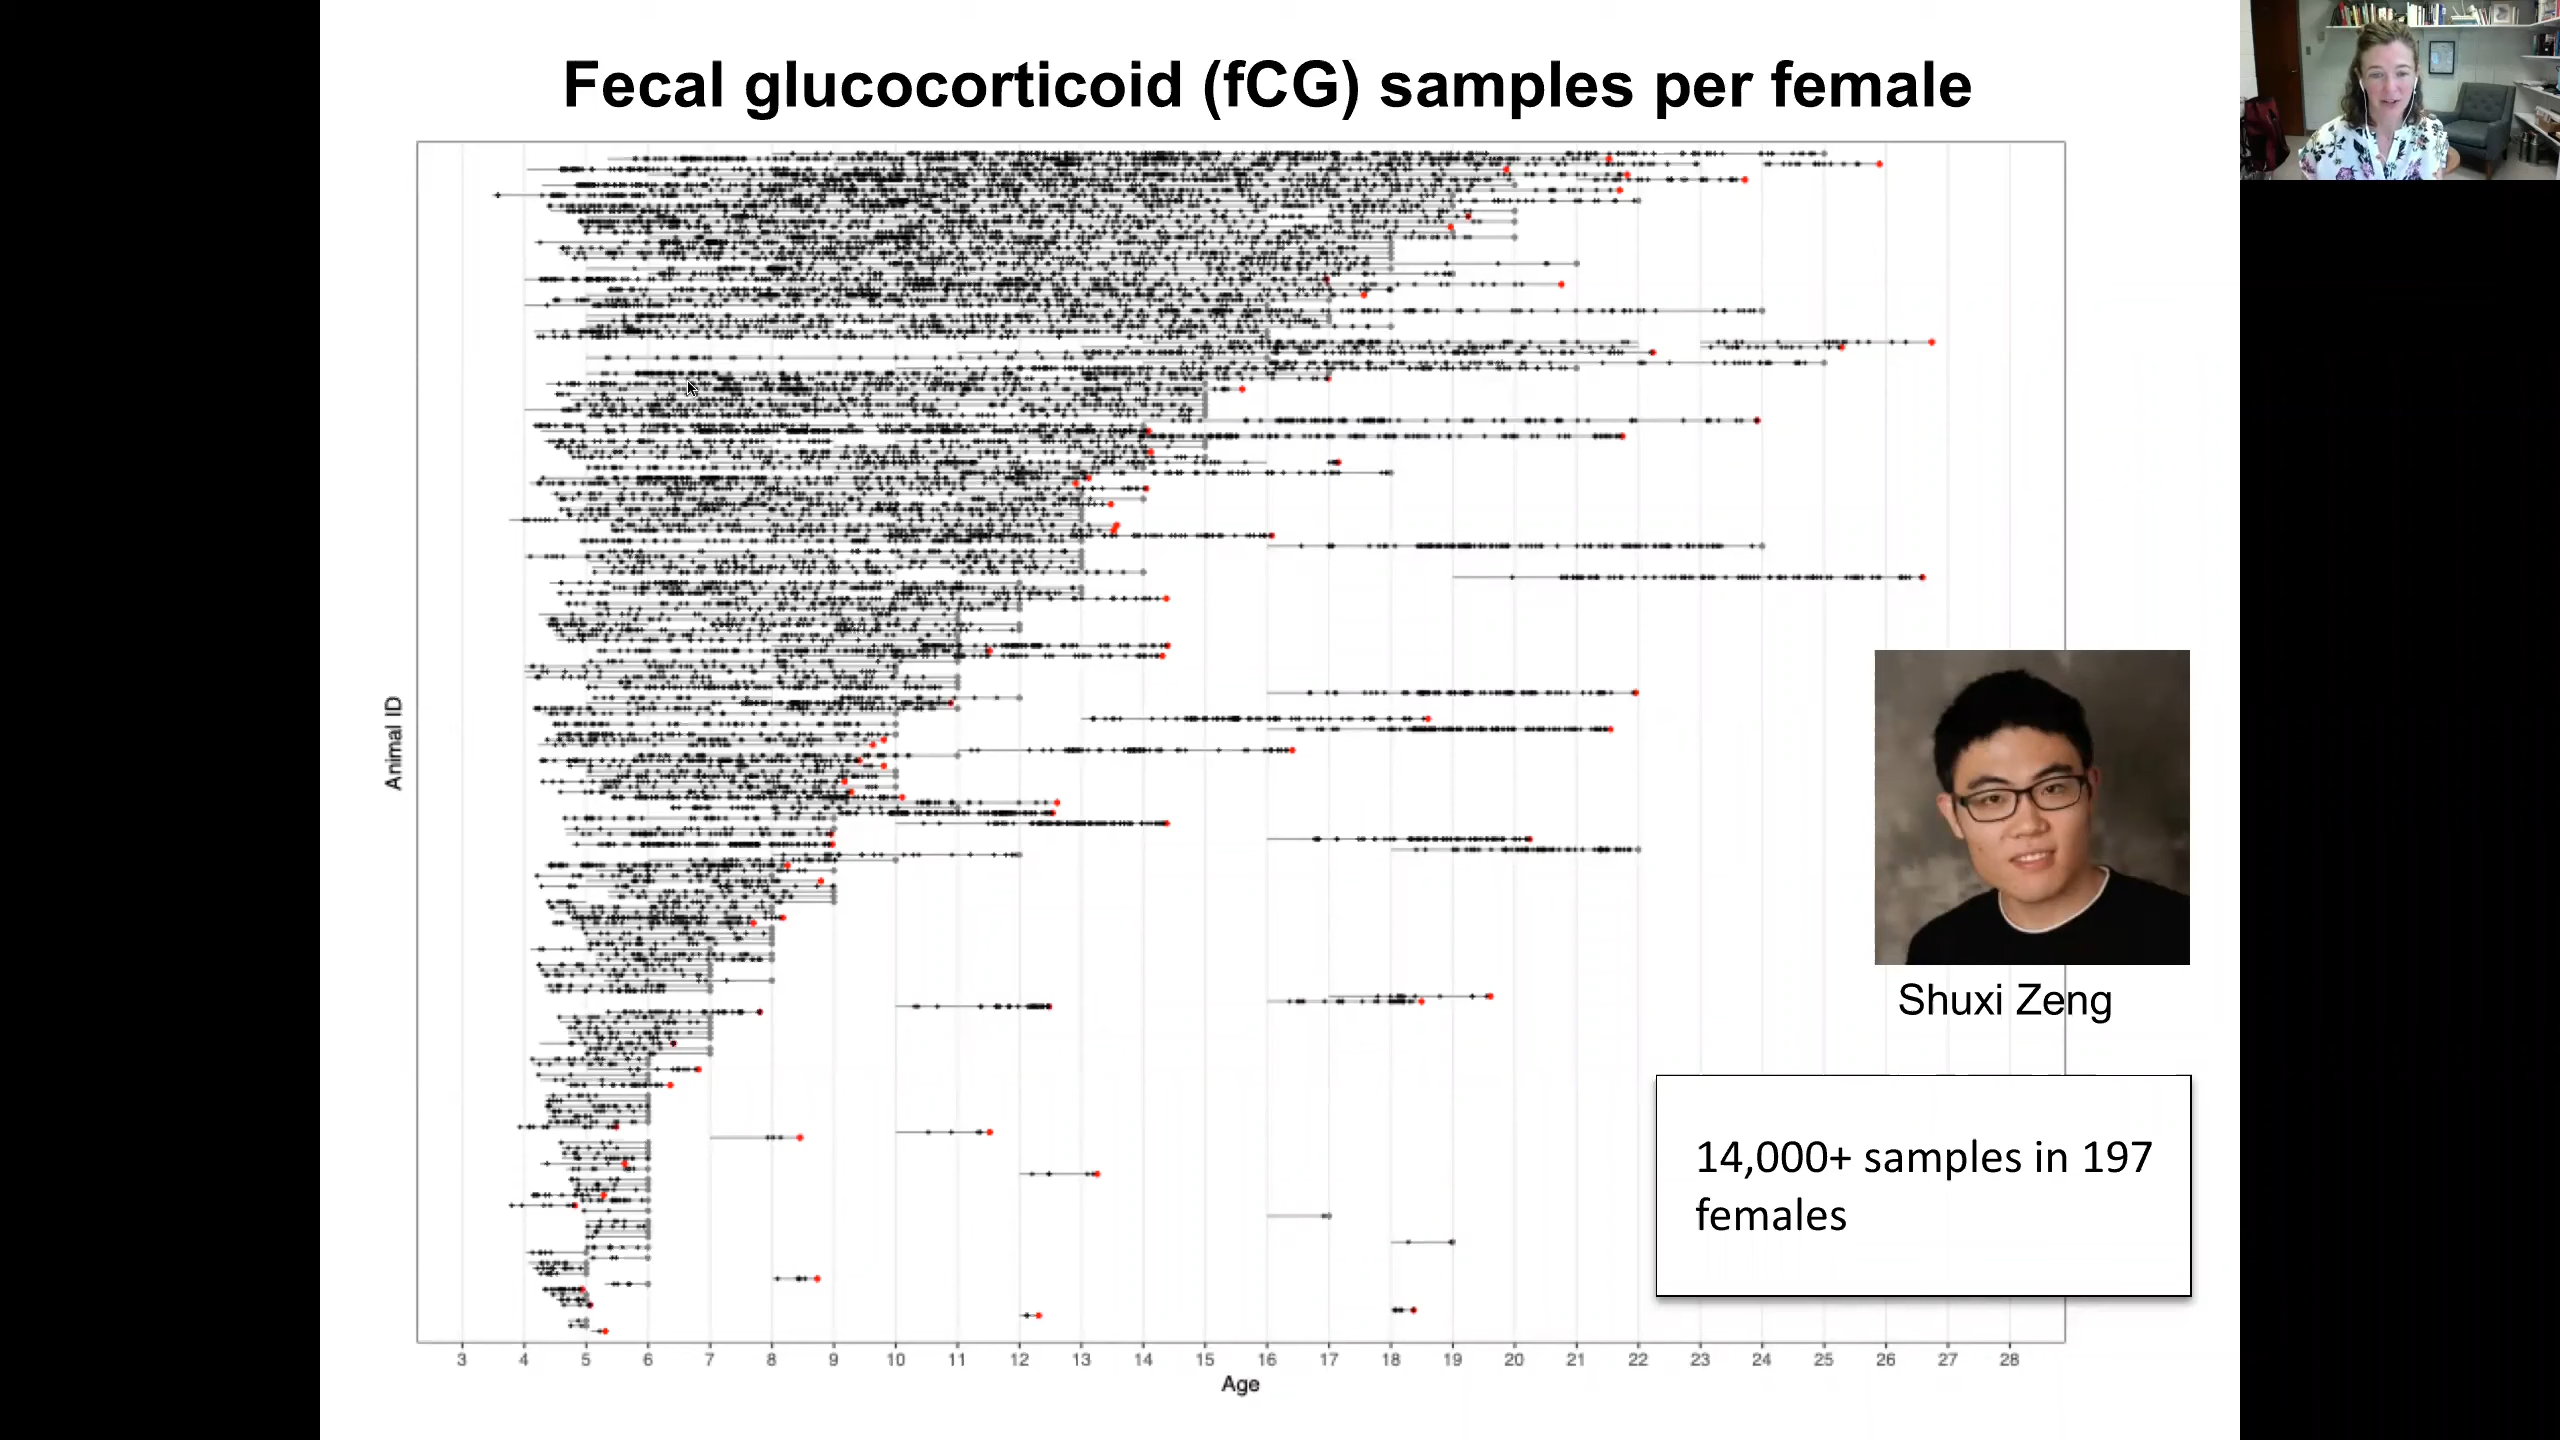 Fecal glucocorticoid (fCG) samples per female
Animal ID
Shuxi Zeng
14,000+ samples in 197
females
3 4 5 6 7 8 9 10 11 12 13 14 15 16 17 18 19 20 21 22 23 24 25 26 27 28
Age